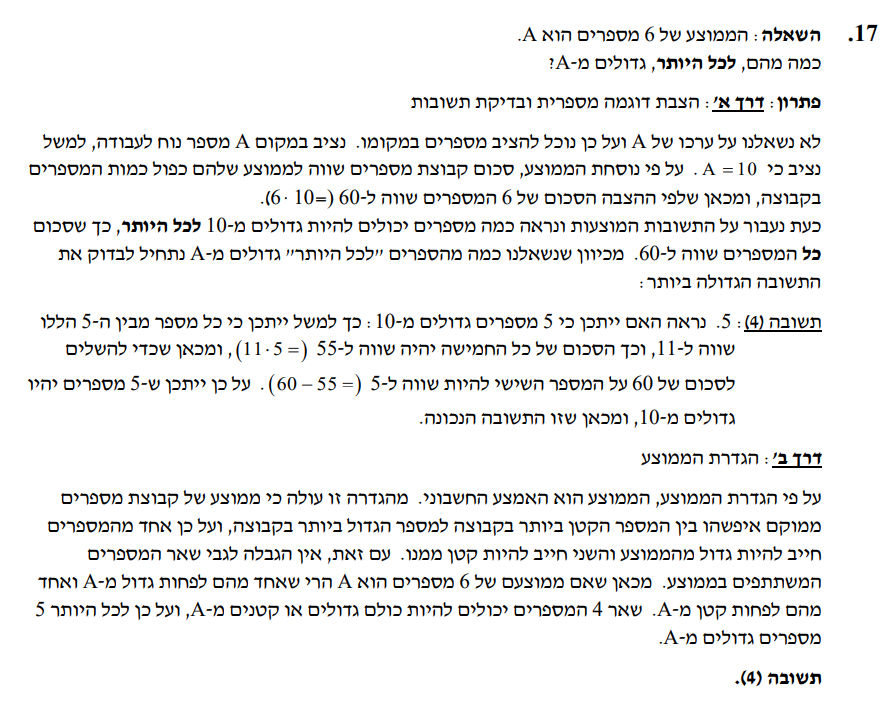 17. השאלה: הממוצע של 6 מספרים הוא A.
כמה מהם, לכל היותר, גדולים מ-A?
פתרון: דרך א': הצבת דוגמה מספרית ובדיקת תשובות
לא נשאלנו על ערכו של A ועל כן נוכל להציב מספרים במקומו. נציב במקום A מספר נוח לעבודה, למשל
נציב כי A = 10. על פי נוסחת הממוצע, סכום קבוצת מספרים שווה לממוצע שלהם כפול כמות המספרים
בקבוצה, ומכאן שלפי ההצבה הסכום של 6 המספרים שווה ל-60 (=10 · 6).
כעת נעבור על התשובות המוצעות ונראה כמה מספרים יכולים להיות גדולים מ-10 לכל היותר, כך שסכום
כל המספרים שווה ל-60. מכיוון שנשאלנו כמה מהספרים "לכל היותר" גדולים מ-A נתחיל לבדוק את
התשובה הגדולה ביותר:
תשובה (4): 5. נראה האם ייתכן כי 5 מספרים גדולים מ-10: כך למשל ייתכן כי כל מספר מבין ה-5 הללו
שווה ל-11, וכך הסכום של כל החמישה יהיה שווה ל-55 (= 5 · 11), ומכאן שכדי להשלים
לסכום של 60 על המספר השישי להיות שווה ל-5 (= 55 – 60). על כן ייתכן ש-5 מספרים יהיו
גדולים מ-10, ומכאן שזו התשובה הנכונה.
דרך ב': הגדרת הממוצע
על פי הגדרת הממוצע, הממוצע הוא האמצע החשבוני. מהגדרה זו עולה כי ממוצע של קבוצת מספרים
ממוקם איפשהו בין המספר הקטן ביותר בקבוצה למספר הגדול ביותר בקבוצה, ועל כן אחד מהמספרים
חייב להיות גדול מהממוצע והשני חייב להיות קטן ממנו. עם זאת, אין הגבלה לגבי שאר המספרים
המשתתפים בממוצע. מכאן שאם ממוצעם של 6 מספרים הוא A הרי שאחד מהם לפחות גדול מ-A ואחד
מהם לפחות קטן מ-A. שאר 4 המספרים יכולים להיות כולם גדולים או קטנים מ-A, ועל כן לכל היותר 5
מספרים גדולים מ-A.
תשובה (4).